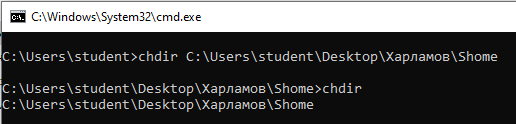 C:\Windows\System32\cmd.exe
C:\Users\student>chdir C:\Users\student\Desktop\Харламов\Shome
C:\Users\student\Desktop\Харламов\Shome>chdir
C:\Users\student\Desktop\Харламов\Shome